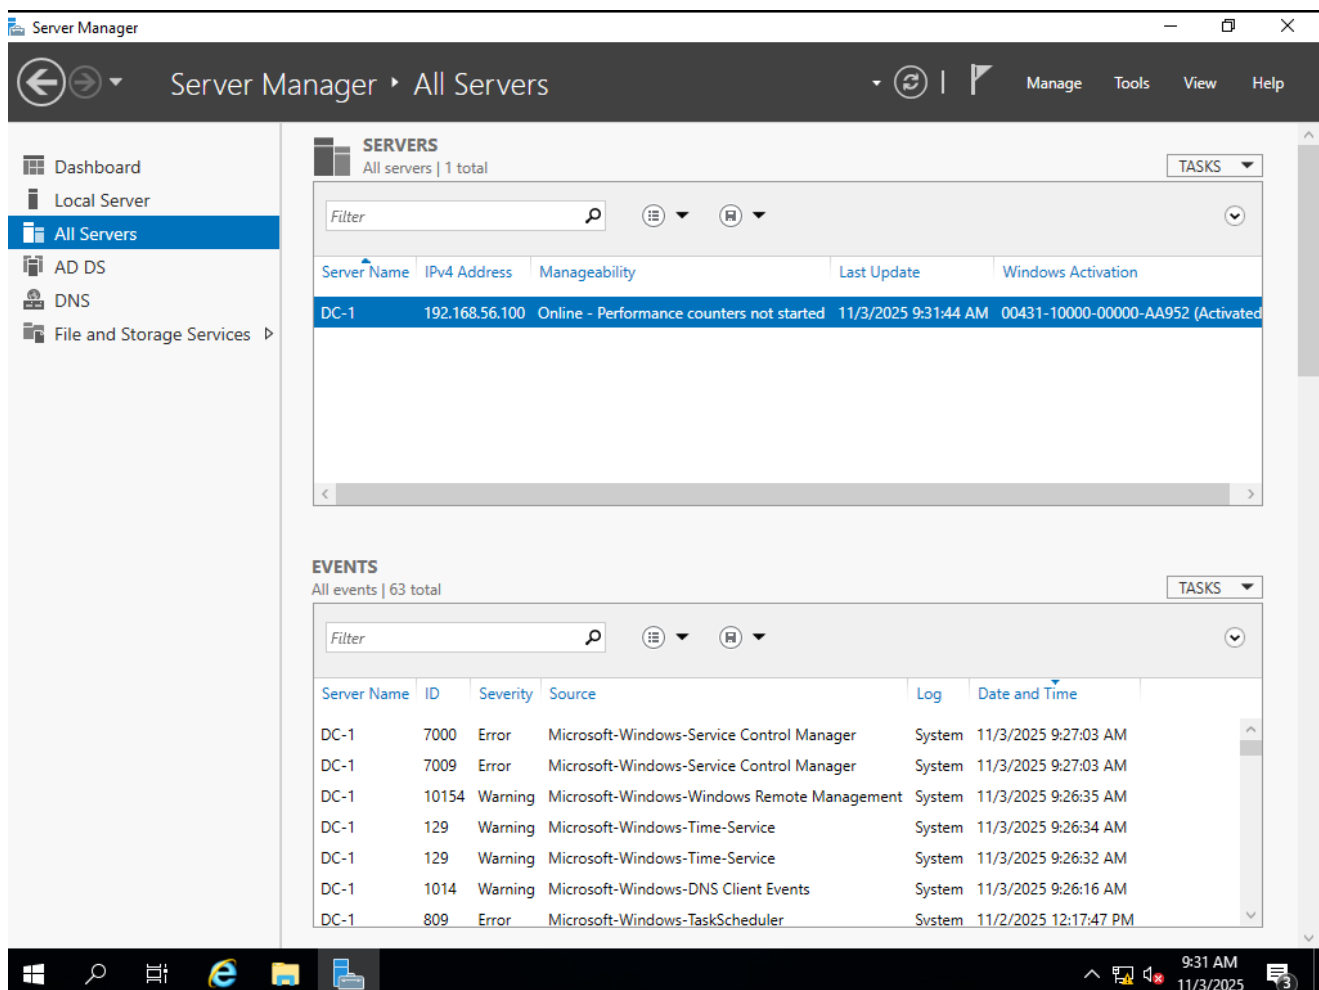 Server Manager
Server Manager ‣ All Servers
Manage Tools View Help
Dashboard
Local Server
All Servers
AD DS
DNS
File and Storage Services
SERVERS
All servers | 1 total
TASKS
Filter
Server Name IPv4 Address Manageability Last Update Windows Activation
DC-1 192.168.56.100 Online - Performance counters not started 11/3/2025 9:31:44 AM 00431-10000-00000-AA952 (Activated
EVENTS
All events | 63 total
TASKS
Filter
Server Name ID Severity Source Log Date and Time
DC-1 7000 Error Microsoft-Windows-Service Control Manager System 11/3/2025 9:27:03 AM
DC-1 7009 Error Microsoft-Windows-Service Control Manager System 11/3/2025 9:27:03 AM
DC-1 10154 Warning Microsoft-Windows-Windows Remote Management System 11/3/2025 9:26:35 AM
DC-1 129 Warning Microsoft-Windows-Time-Service System 11/3/2025 9:26:34 AM
DC-1 129 Warning Microsoft-Windows-Time-Service System 11/3/2025 9:26:32 AM
DC-1 1014 Warning Microsoft-Windows-DNS Client Events System 11/3/2025 9:26:16 AM
DC-1 809 Error Microsoft-Windows-TaskScheduler System 11/2/2025 12:17:47 PM
9:31 AM
11/3/2025
3